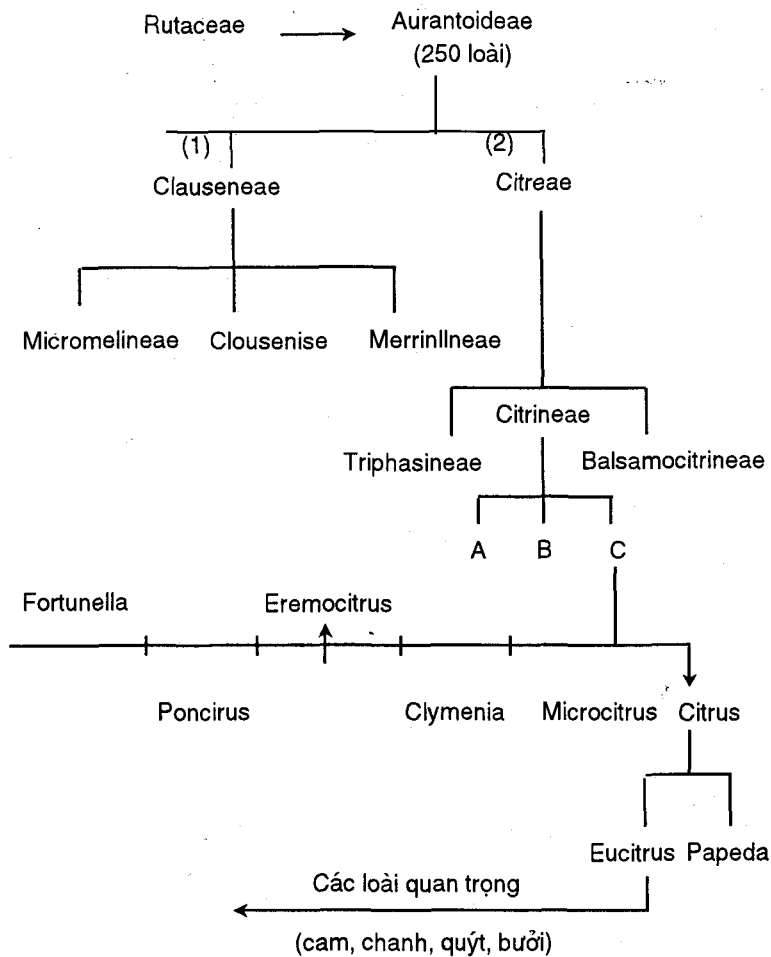 Rutaceae Aurantoideae
(250 loài)
(1) (2)
Clauseneae Citreae
Micromelineae Clousenise Merrinllneae
Citrineae
Triphasineae Balsamocitrineae
A B C
Fortunella Eremocitrus
Poncirus Clymenia Microcitrus Citrus
Eucitrus Papeda
Các loài quan trọng
(cam, chanh, quýt, bưởi)